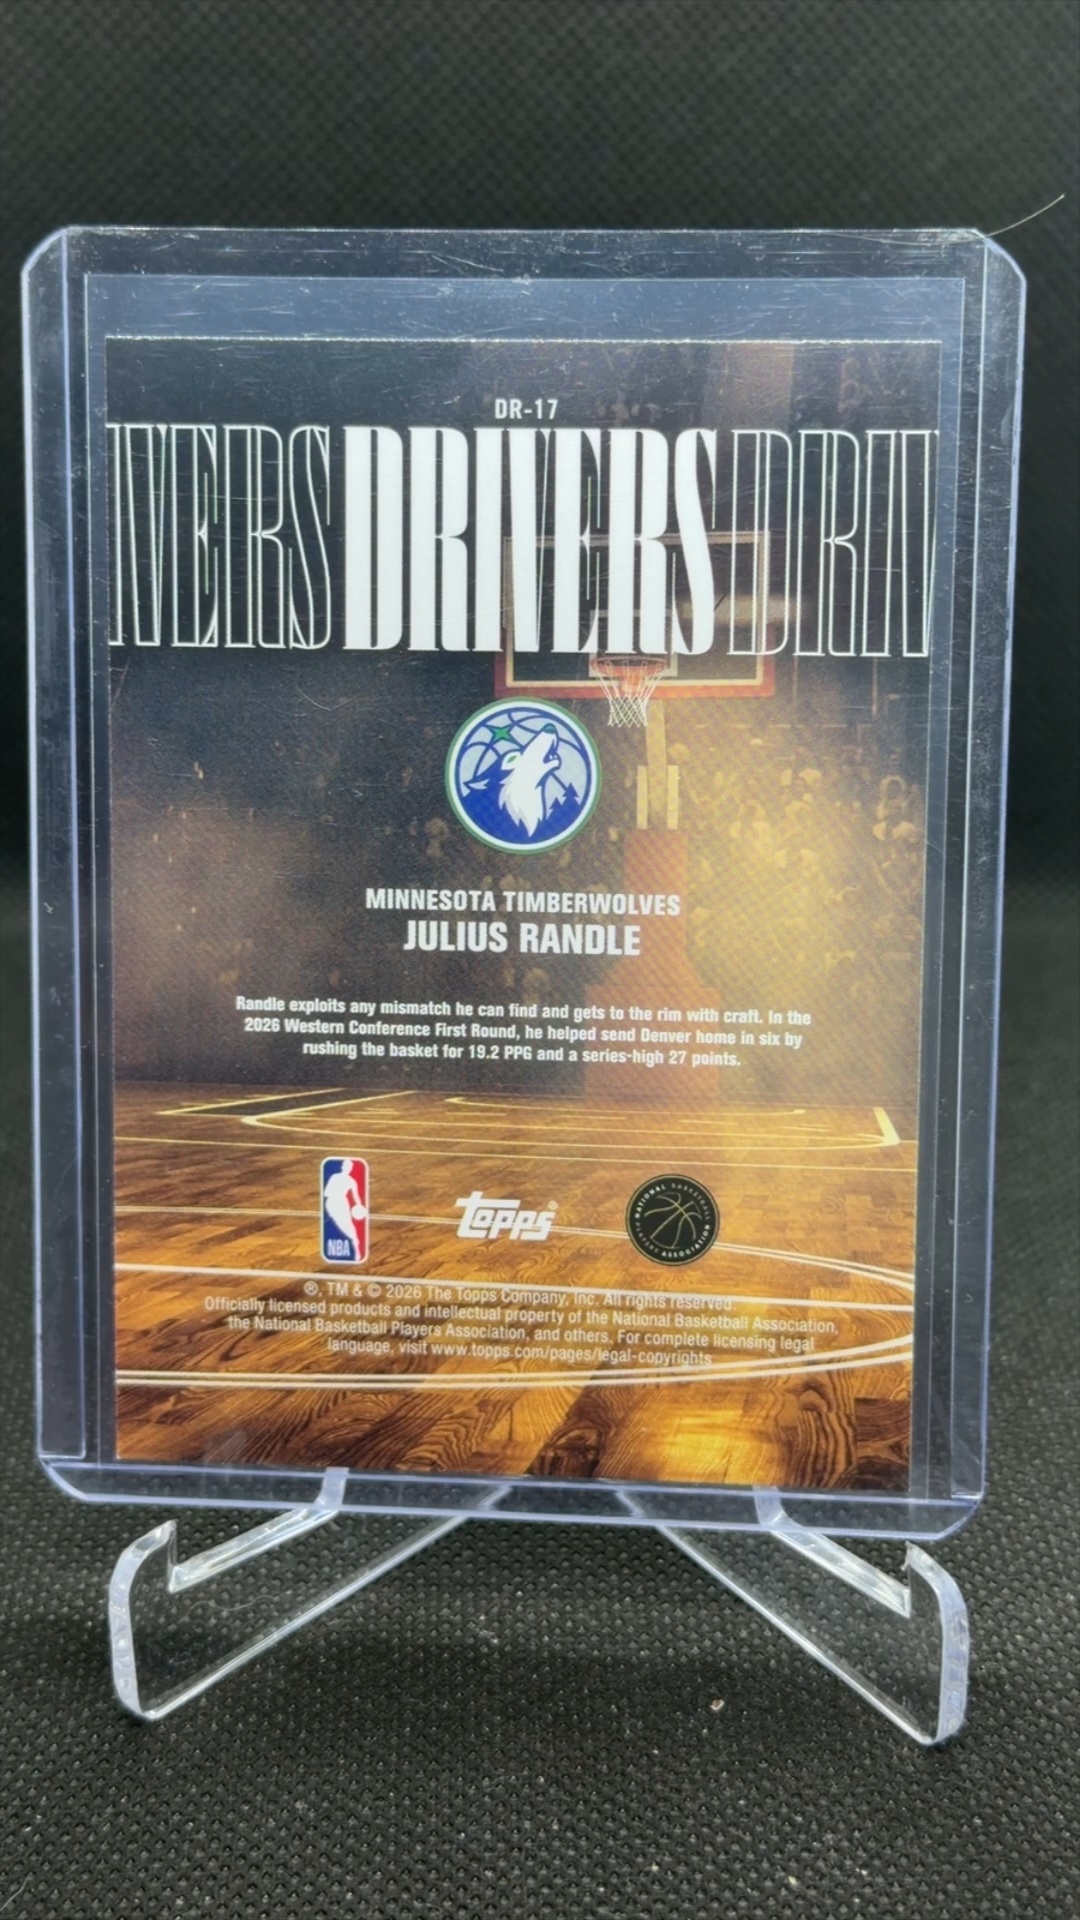 DR-17
IVERS DRIVERS DRIV
MINNESOTA TIMBERWOLVES
JULIUS RANDLE
Randle exploits any mismatch he can find and gets to the rim with craft. In the
2026 Western Conference First Round, he helped send Denver home in six by
rushing the basket for 19.2 PPG and a series-high 27 points.
NBA
topps®
NATIONAL BASKETBALL PLAYERS ASSOCIATION
®, TM & © 2026 The Topps Company, Inc. All rights reserved.
Officially licensed products and intellectual property of the National Basketball Association,
the National Basketball Players Association, and others. For complete licensing legal
language, visit www.topps.com/pages/legal-copyrights